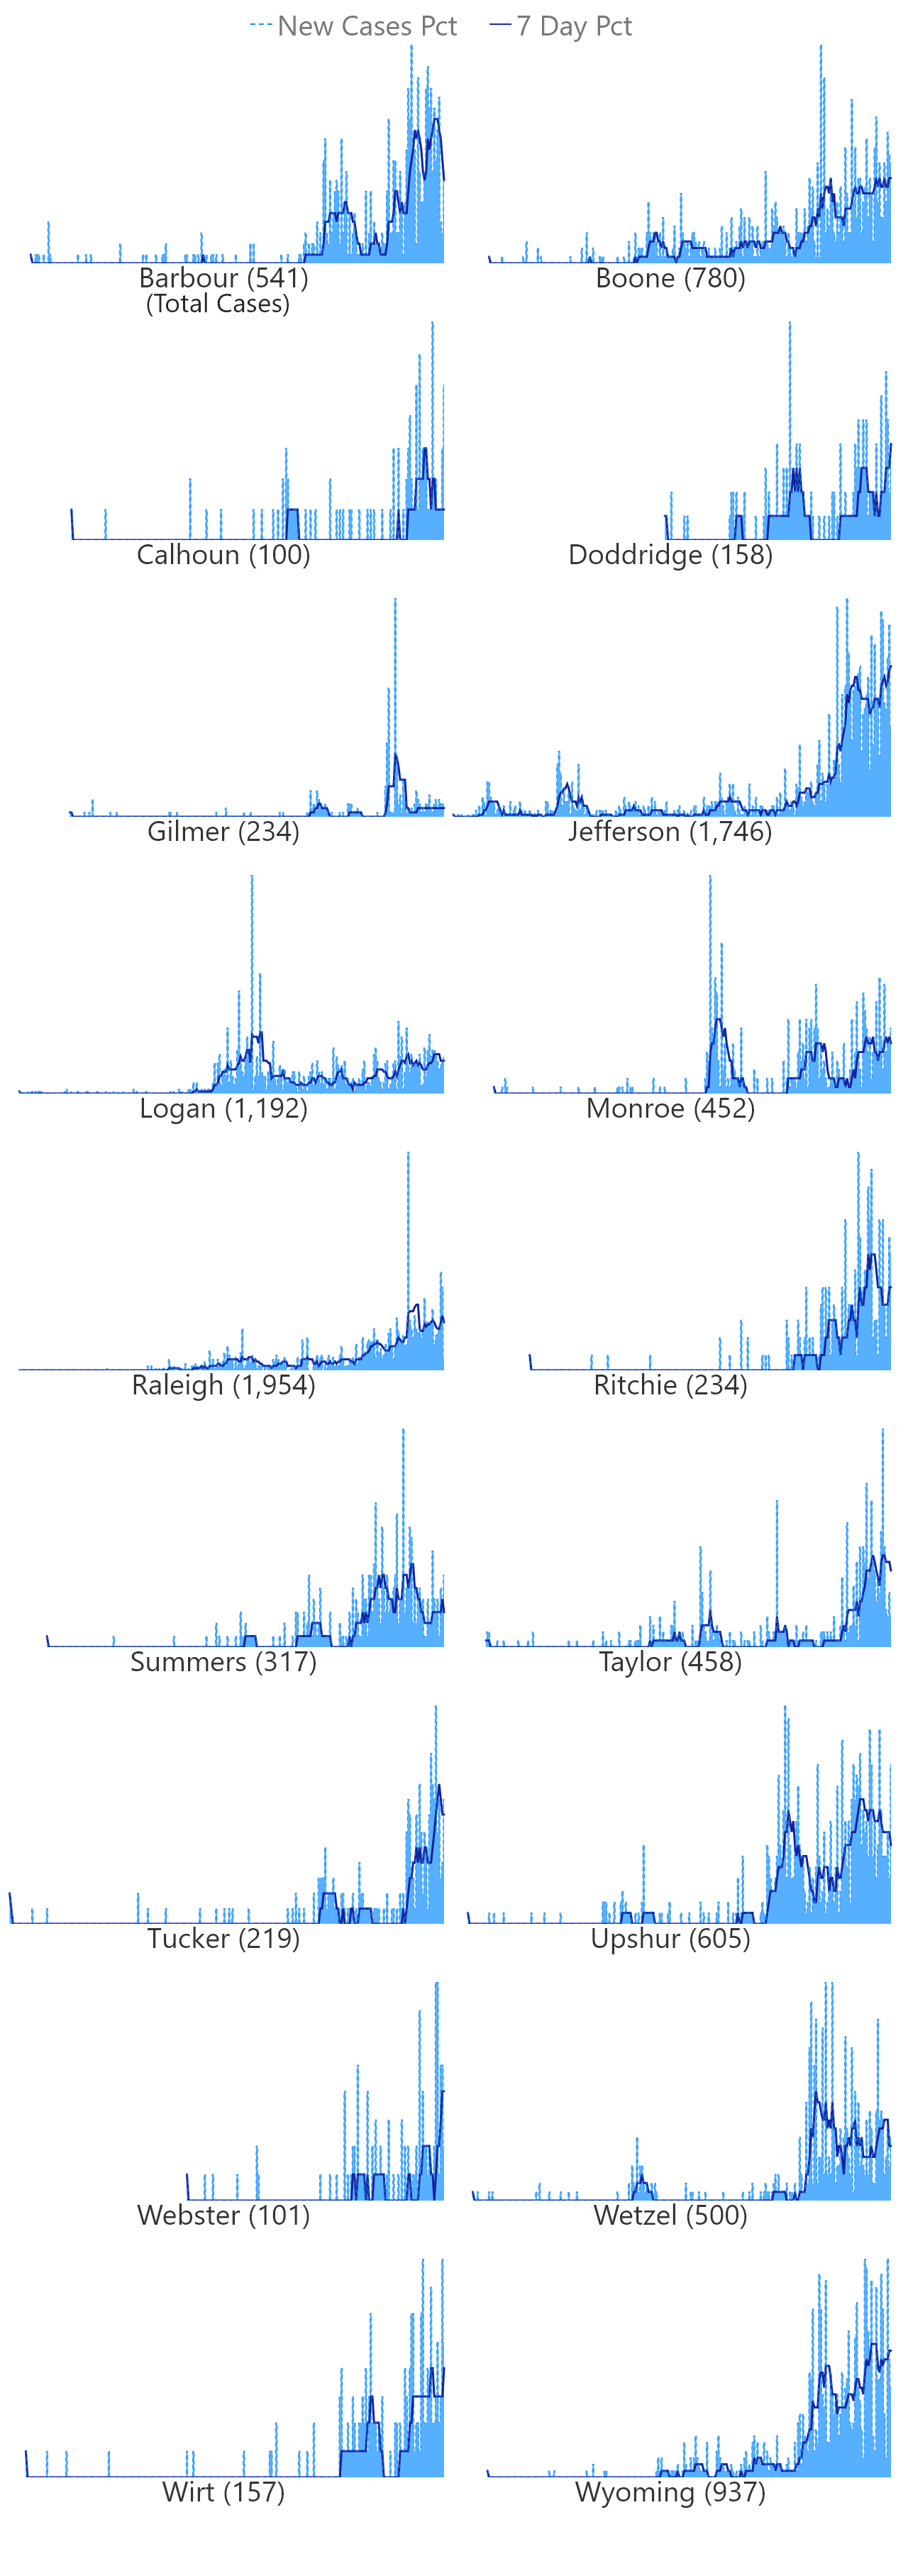 New Cases Pct 7 Day Pct
Barbour (541) Boone (780)
(Total Cases)
Calhoun (100) Doddridge (158)
Gilmer (234) Jefferson (1,746)
Logan (1,192) Monroe (452)
Raleigh (1,954) Ritchie (234)
Summers (317) Taylor (458)
Tucker (219) Upshur (605)
Webster (101) Wetzel (500)
Wirt (157) Wyoming (937)